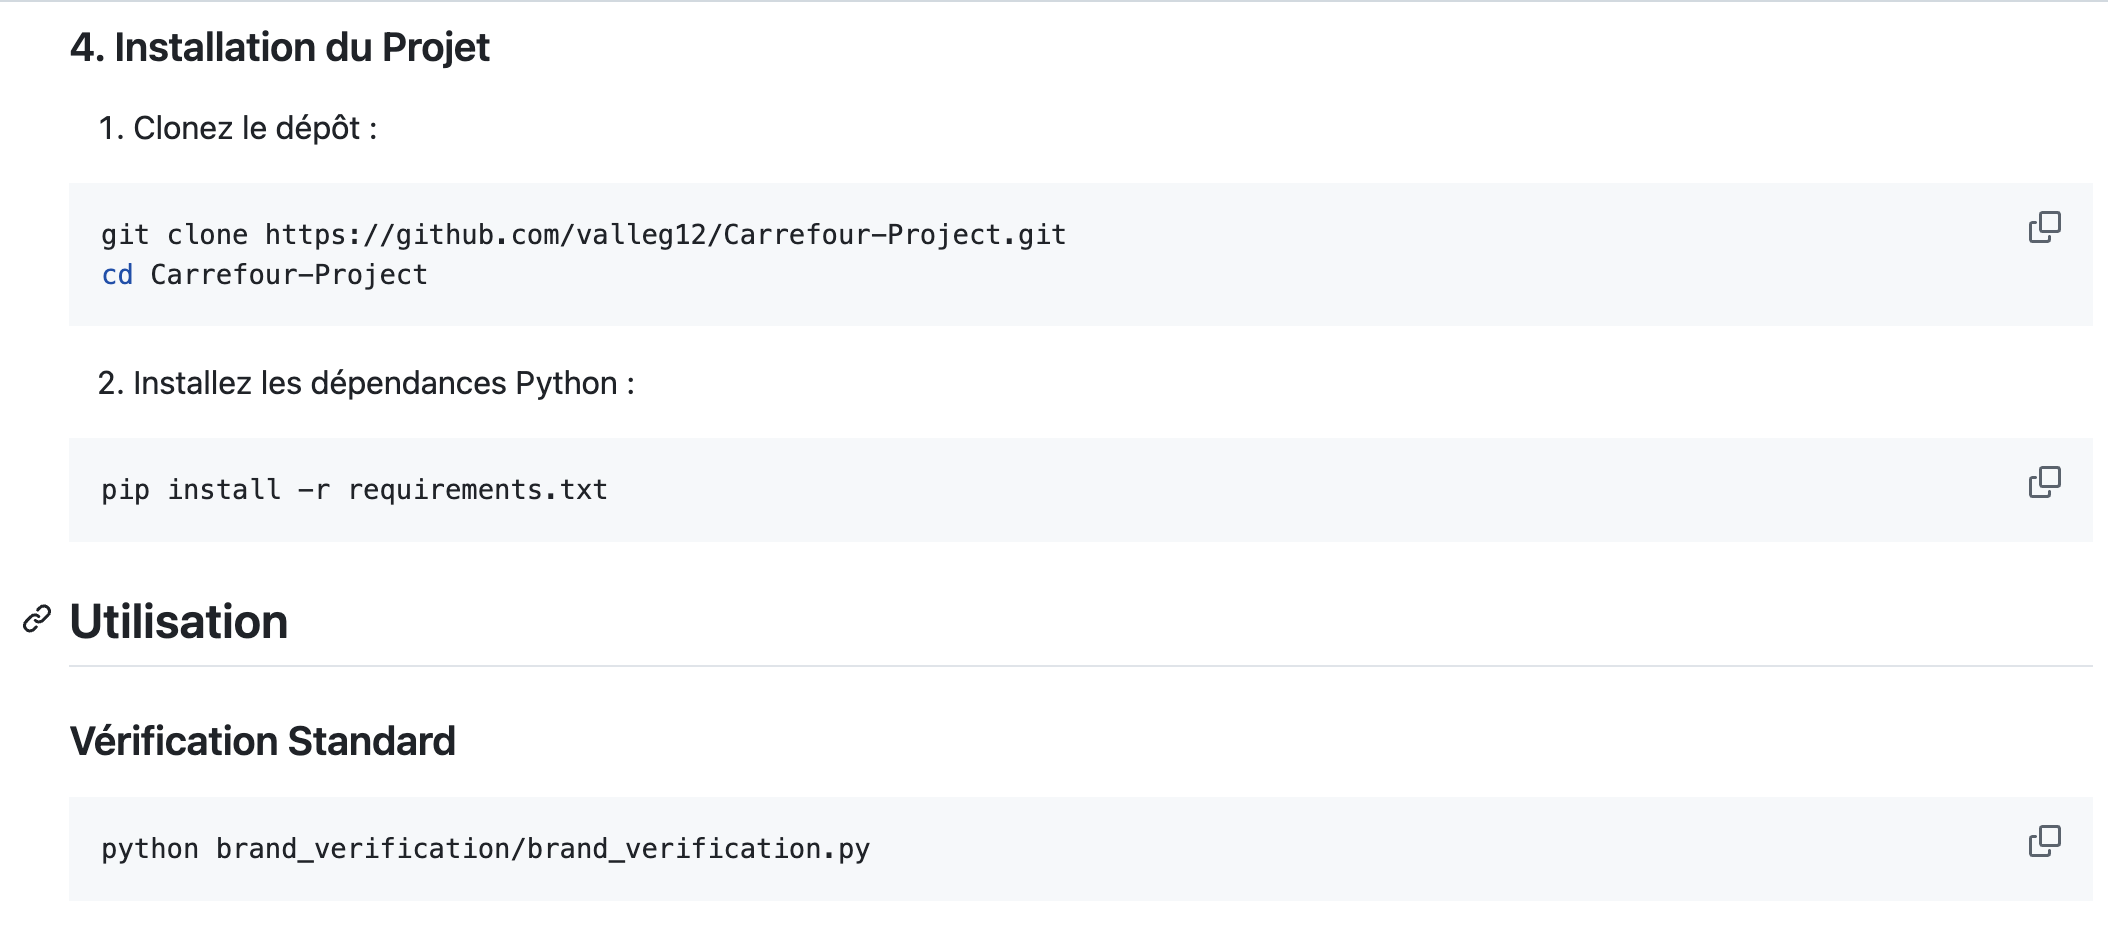 4. Installation du Projet
1. Clonez le dépôt :
git clone https://github.com/valleg12/Carrefour-Project.git
cd Carrefour-Project
2. Installez les dépendances Python :
pip install -r requirements.txt
Utilisation
Vérification Standard
python brand_verification/brand_verification.py